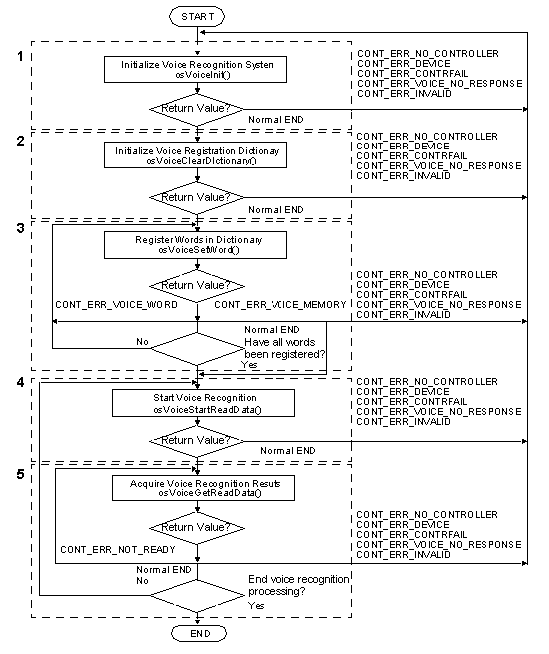 START
1
Initialize Voice Recognition Systen
osVoiceInit()
Return Value?
Normal END
CONT_ERR_NO_CONTROLLER
CONT_ERR_DEVICE
CONT_ERR_CONTRFAIL
CONT_ERR_VOICE_NO_RESPONSE
CONT_ERR_INVALID
2
Initialize Voice Registration Dictionay
osVoiceClearDIctonary()
Return Value?
Normal END
CONT_ERR_NO_CONTROLLER
CONT_ERR_DEVICE
CONT_ERR_CONTRFAIL
CONT_ERR_VOICE_NO_RESPONSE
CONT_ERR_INVALID
3
Register Words in Dictionary
osVoiceSetWord()
Return Value?
CONT_ERR_VOICE_WORD
CONT_ERR_VOICE_MEMORY
CONT_ERR_NO_CONTROLLER
CONT_ERR_DEVICE
CONT_ERR_CONTRFAIL
CONT_ERR_VOICE_NO_RESPONSE
CONT_ERR_INVALID
Normal END
No
Have all words
been registered?
Yes
4
Start Voice Recognition
osVoiceStartReadData()
Return Value?
Normal END
CONT_ERR_NO_CONTROLLER
CONT_ERR_DEVICE
CONT_ERR_CONTRFAIL
CONT_ERR_VOICE_NO_RESPONSE
CONT_ERR_INVALID
5
Acquire Voice Recognition Resuts
osVoiceGetReadData()
Return Value?
CONT_ERR_NOT_READY
CONT_ERR_NO_CONTROLLER
CONT_ERR_DEVICE
CONT_ERR_CONTRFAIL
CONT_ERR_VOICE_NO_RESPONSE
CONT_ERR_INVALID
Normal END
No
End voice recognition
processing?
Yes
END